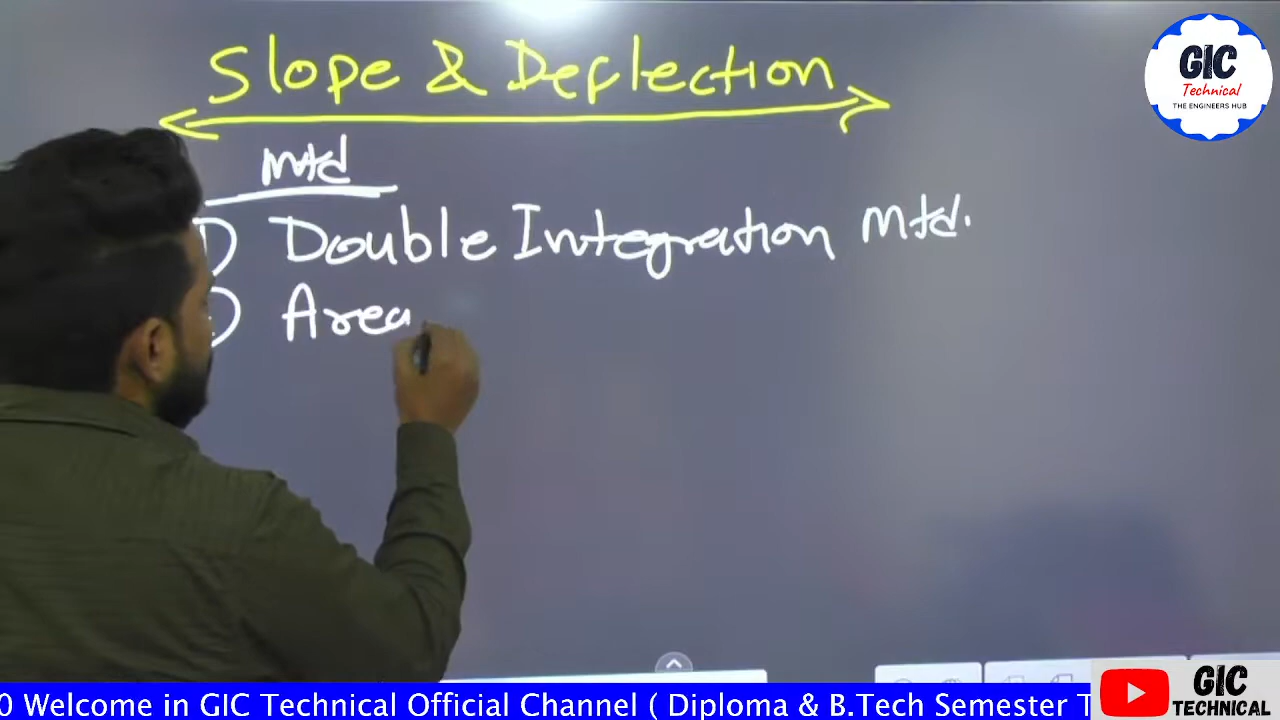 Slope & Deflection
GIC
Technical
THE ENGINEERS HUB
Mtd
Double Integration Mtd.
Area
0 Welcome in GIC Technical Official Channel ( Diploma & B.Tech Semester T
GIC
TECHNICAL